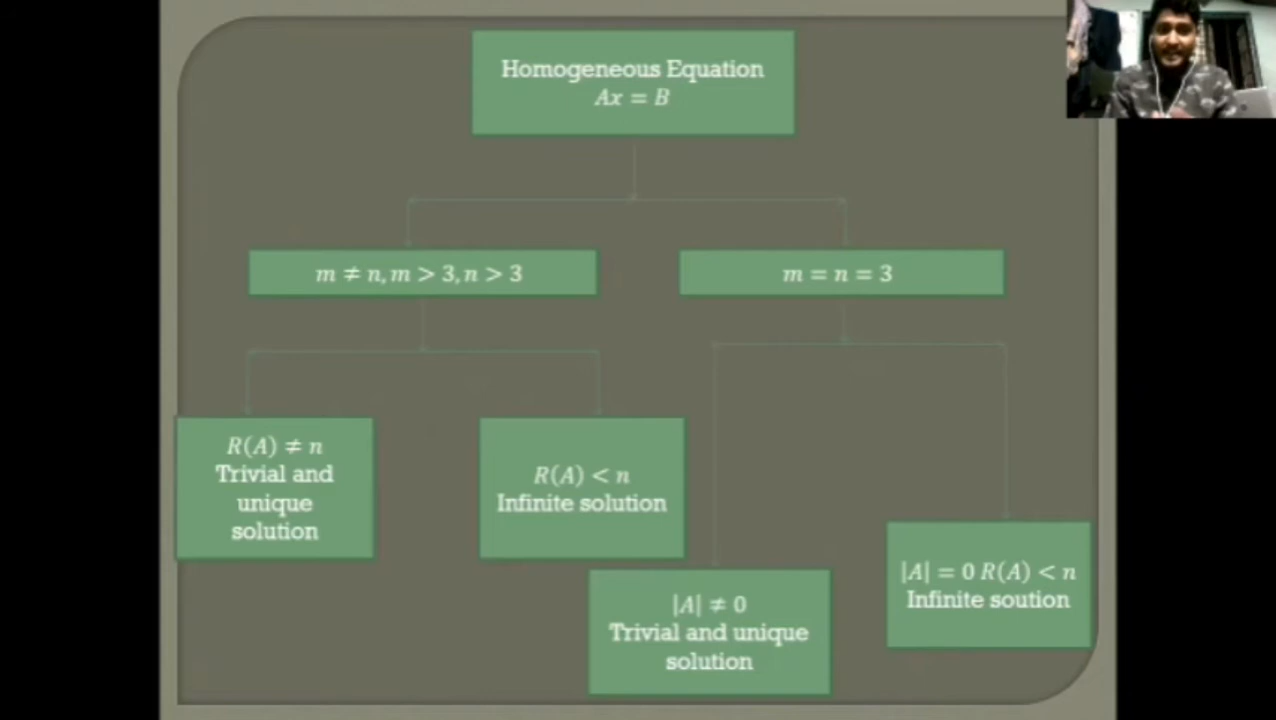 Homogeneous Equation
Ax = B
m ≠ n, m > 3, n > 3
m = n = 3
R(A) ≠ n
Trivial and
unique
solution
R(A) < n
Infinite solution
|A| ≠ 0
Trivial and unique
solution
|A| = 0 R(A) < n
Infinite soution